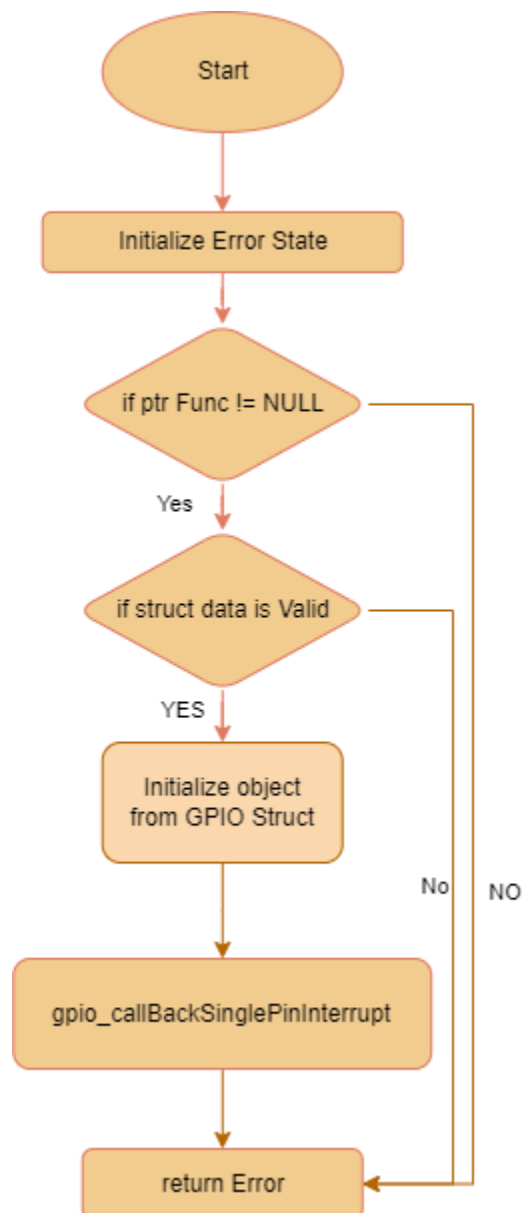 Start
Initialize Error State
if ptr Func != NULL
Yes
if struct data is Valid
YES
Initialize object
from GPIO Struct
No
NO
gpio_callBackSinglePinInterrupt
return Error